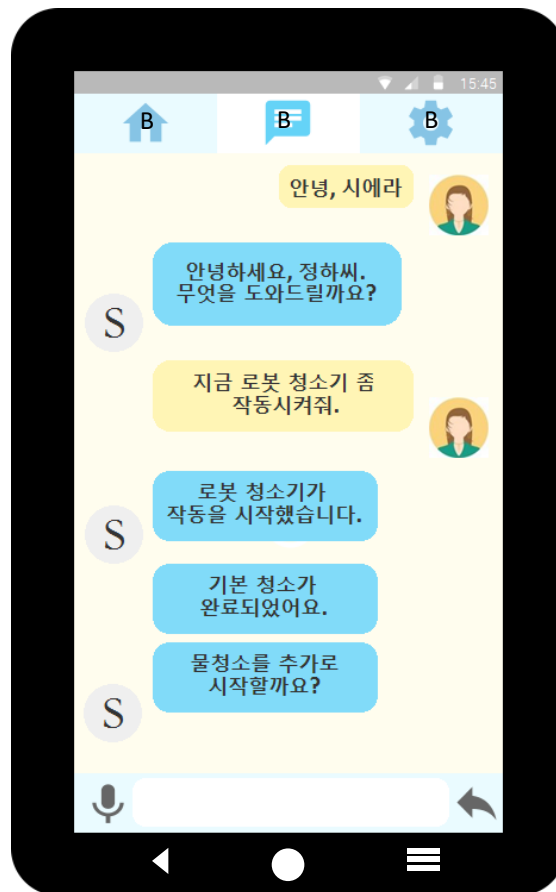 15:45
B
B
B
안녕, 시에라
안녕하세요, 정하씨.
무엇을 도와드릴까요?
S
지금 로봇 청소기 좀
작동시켜줘.
로봇 청소기가
작동을 시작했습니다.
S
기본 청소가
완료되었어요.
물청소를 추가로
시작할까요?
S